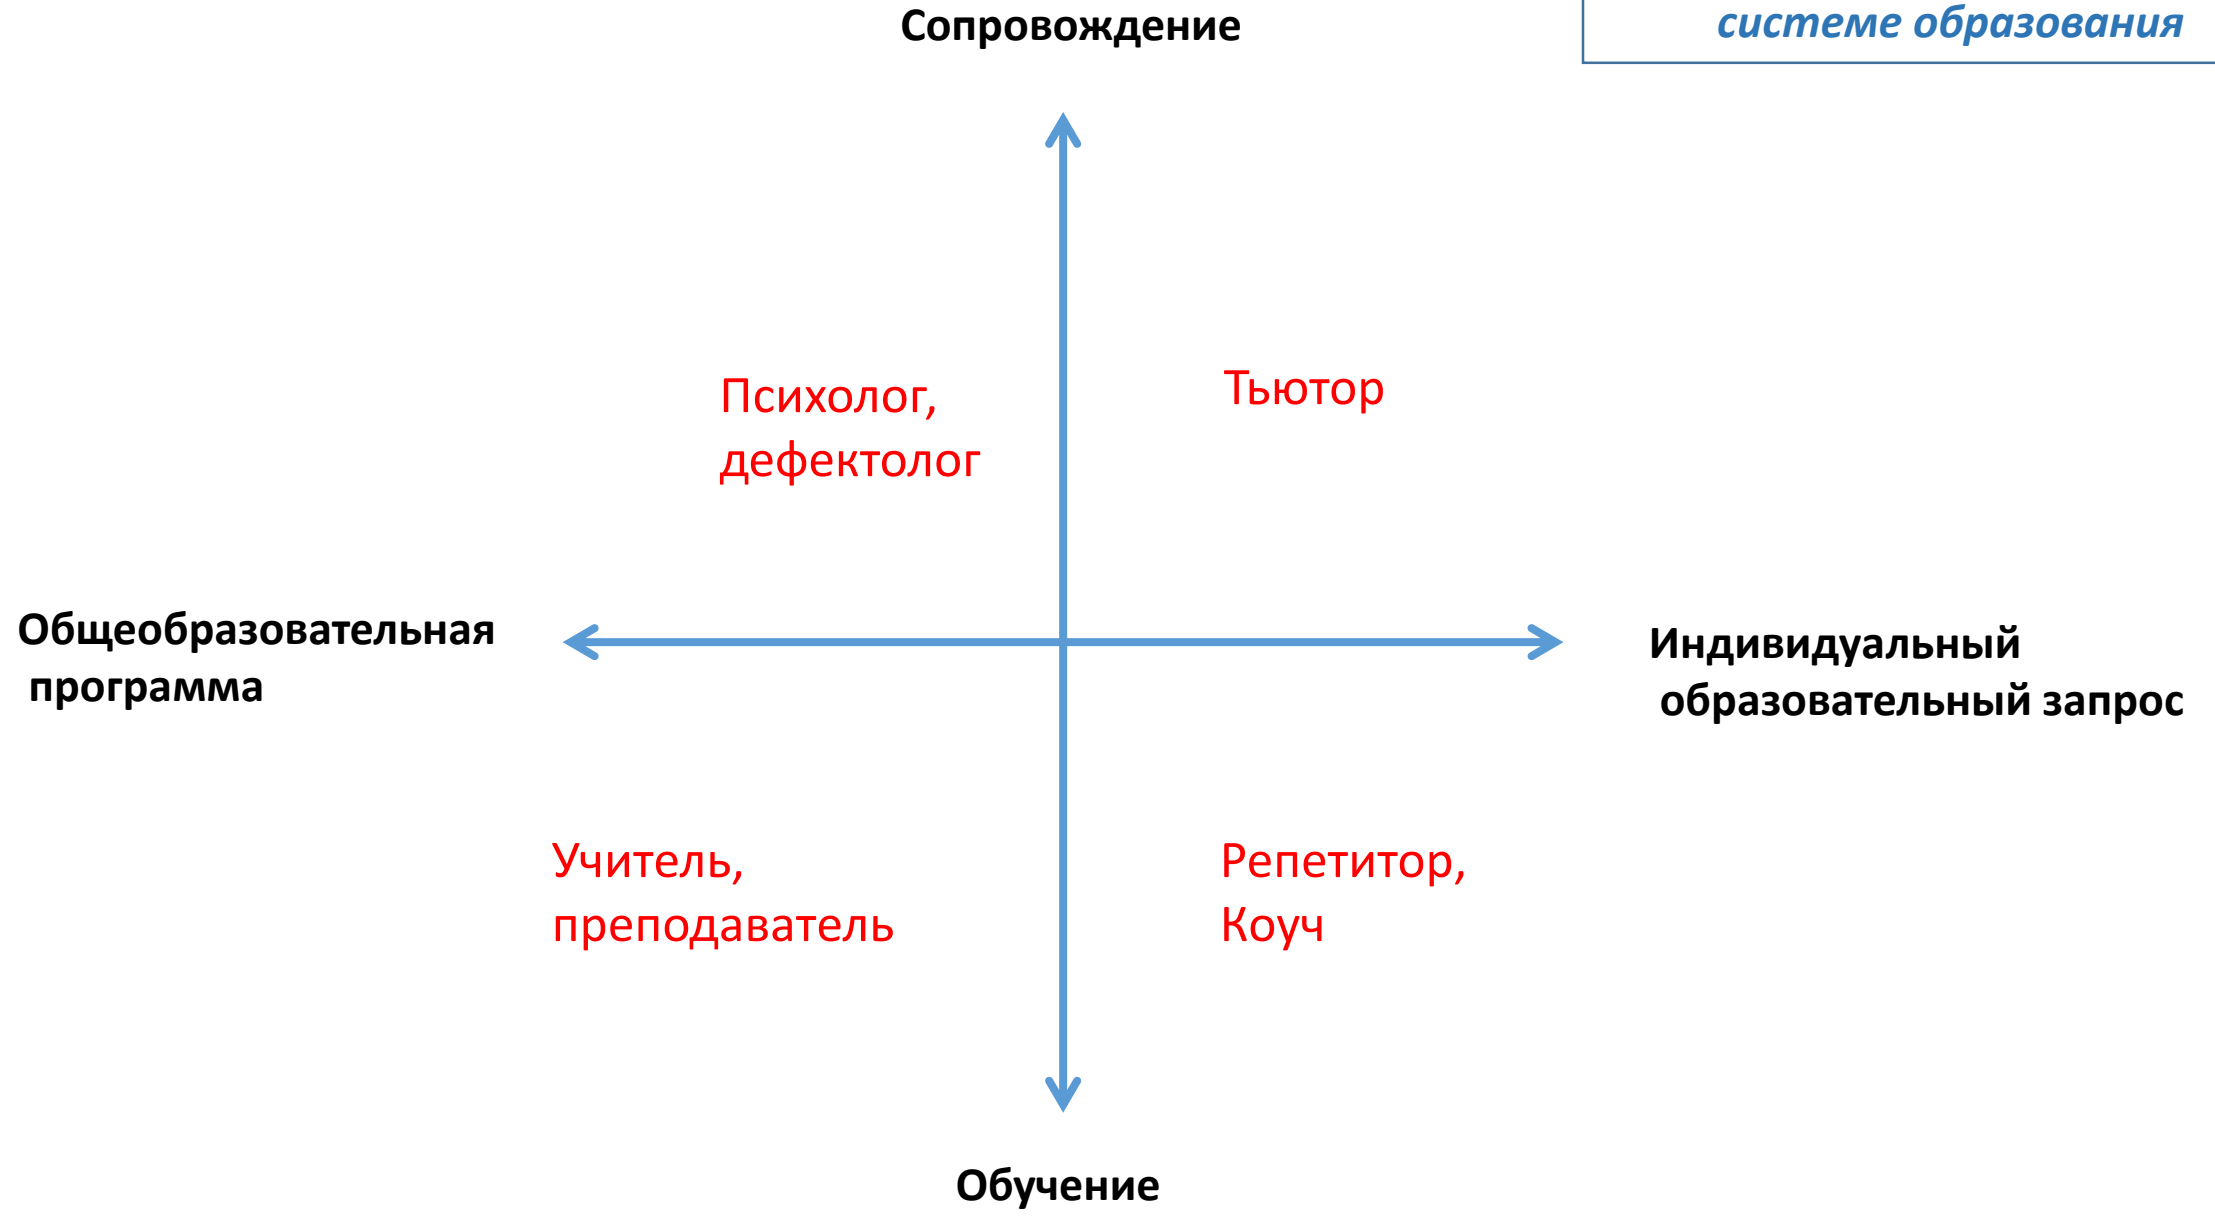 Сопровождение
системе образования
Психолог,
дефектолог
Тьютор
Общеобразовательная
программа
Индивидуальный
образовательный запрос
Учитель,
преподаватель
Репетитор,
Коуч
Обучение